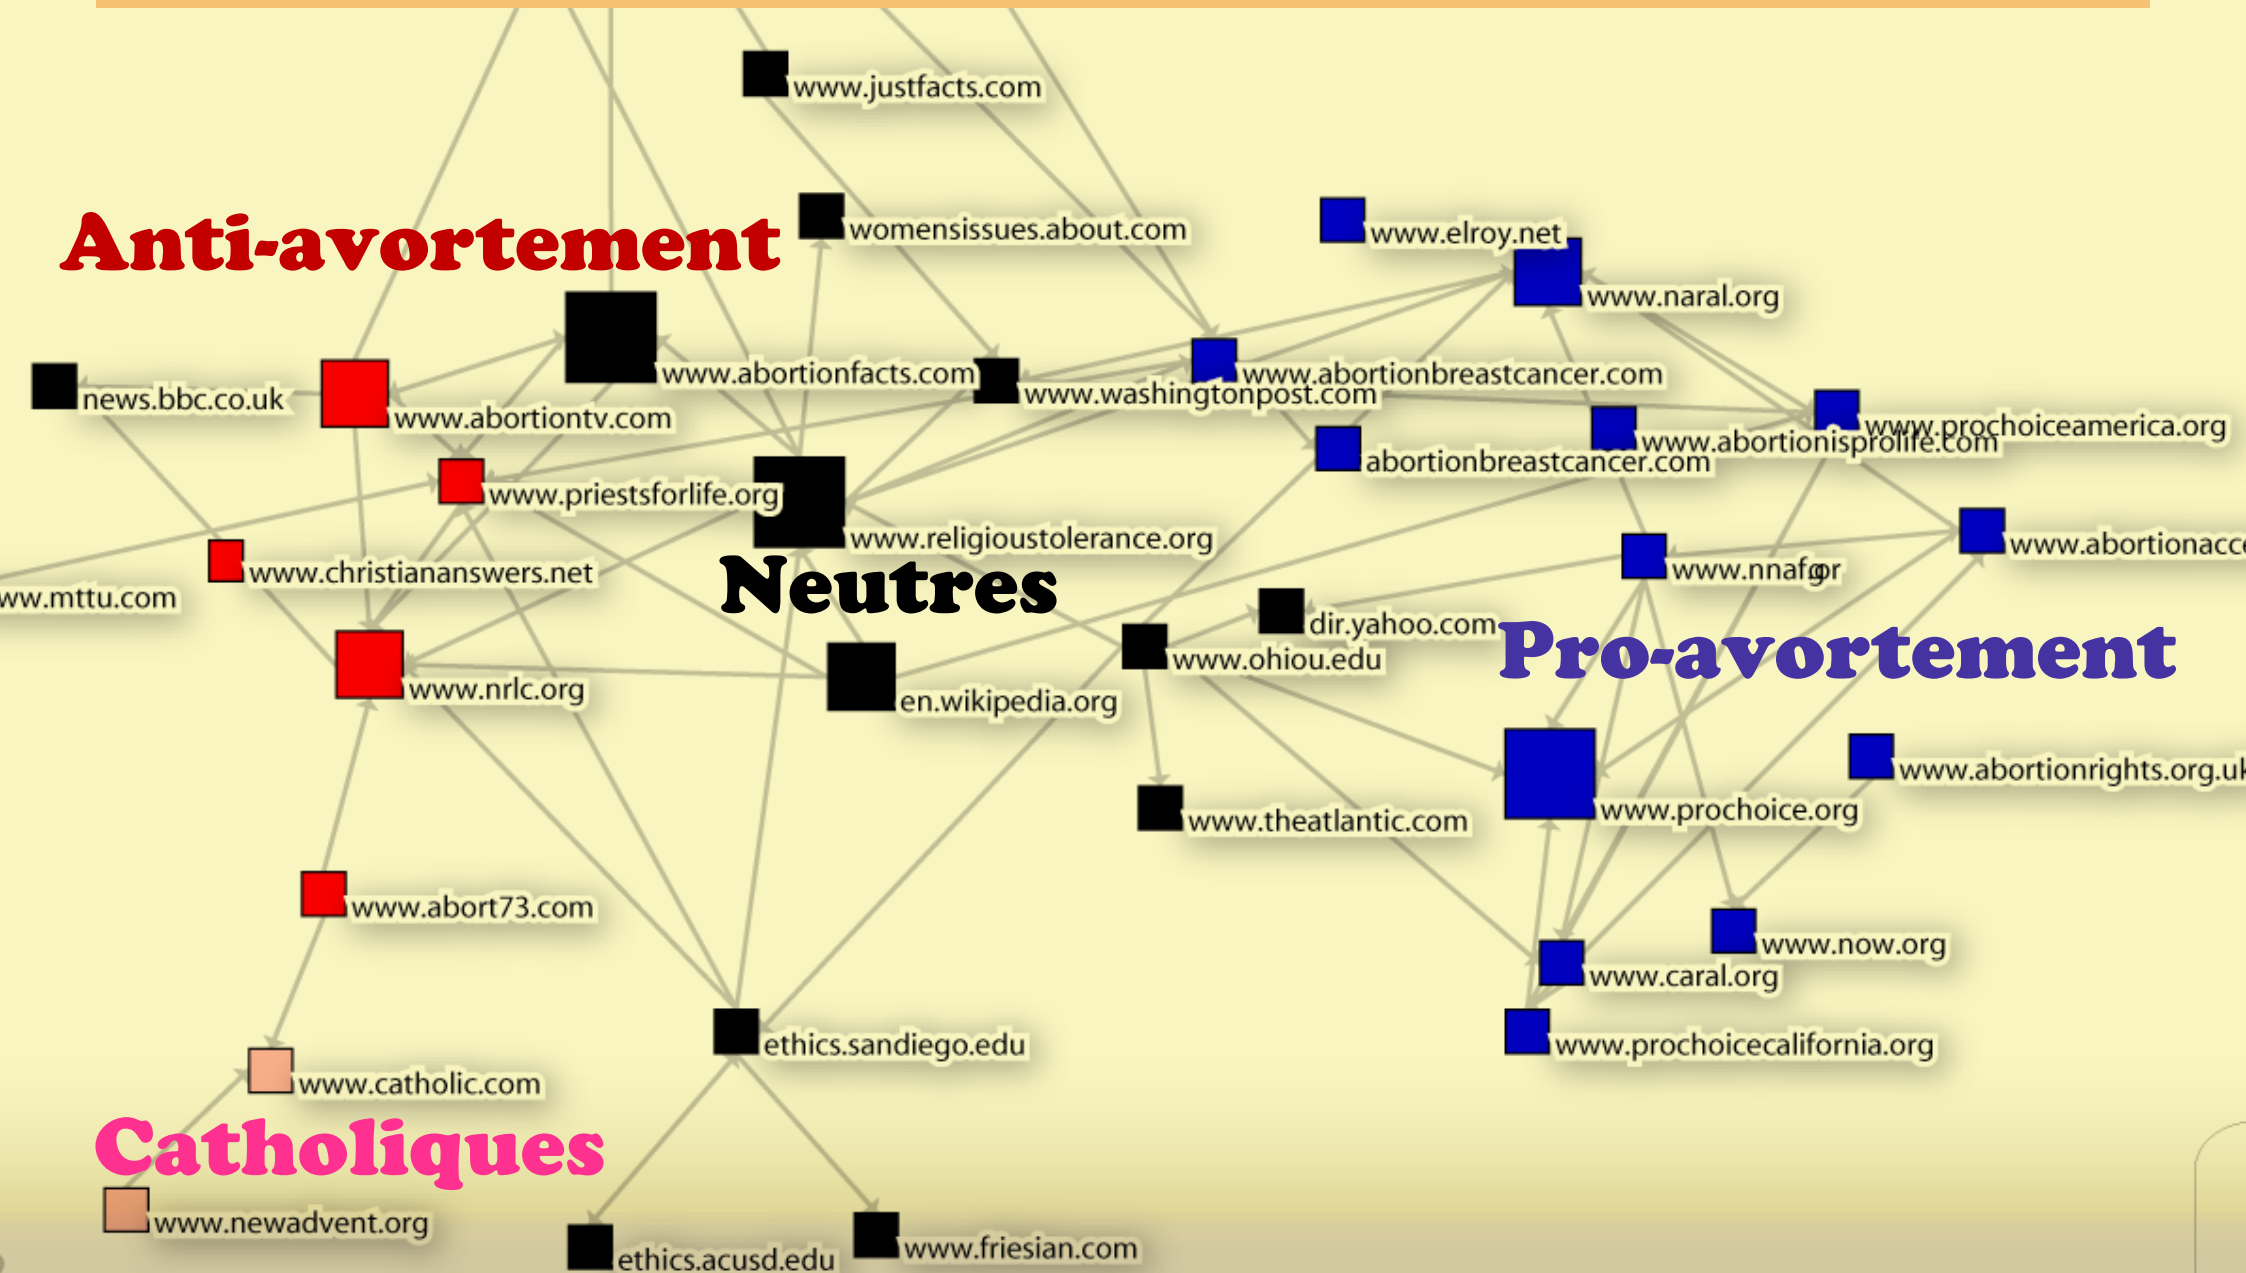 www.justfacts.com
Anti-avortement
womensissues.about.com
www.elroy.net
www.naral.org
www.abortionfacts.com
www.abortionbreastcancer.com
www.washingtonpost.com
news.bbc.co.uk
www.abortiontv.com
www.prochoiceamerica.org
www.abortionisprolife.com
abortionbreastcancer.com
www.priestsforlife.org
www.religioustolerance.org
www.abortionacce
www.christiananswers.net
Neutres
ww.mttu.com
dir.yahoo.com
Pro-avortement
www.ohiou.edu
www.nrlc.org
en.wikipedia.org
www.abortionrights.org.uk
www.prochoice.org
www.theatlantic.com
www.abort73.com
www.now.org
www.caral.org
ethics.sandiego.edu
www.prochoicecalifornia.org
www.catholic.com
Catholiques
www.newadvent.org
ethics.acusd.edu
www.friesian.com